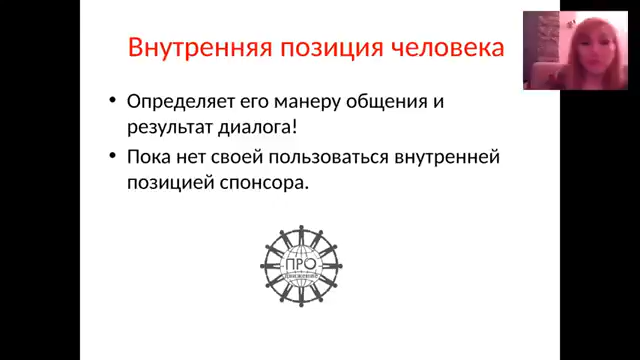 Внутренняя позиция человека
• Определяет его манеру общения и
результат диалога!
• Пока нет своей пользоваться внутренней
позицией спонсора.
ПРО
движение